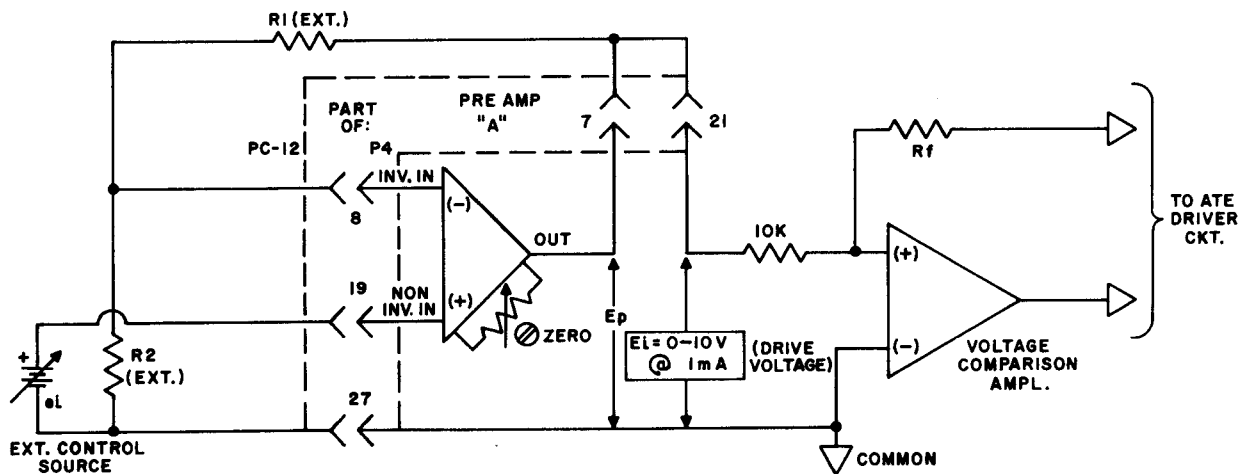 R1 (EXT.)
PART
OF:
PRE AMP
"A"
7
21
PC-12
P4
INV. IN
8
(-)
OUT
19
NON
INV. IN
(+)
ZERO
Ep
10K
Rf
Ei = 0-10V
@ 1mA
(DRIVE
VOLTAGE)
(+)
(-)
VOLTAGE
COMPARISON
AMPL.
TO ATE
DRIVER
CKT.
+
R2
(EXT.)
ei
27
EXT. CONTROL
SOURCE
COMMON